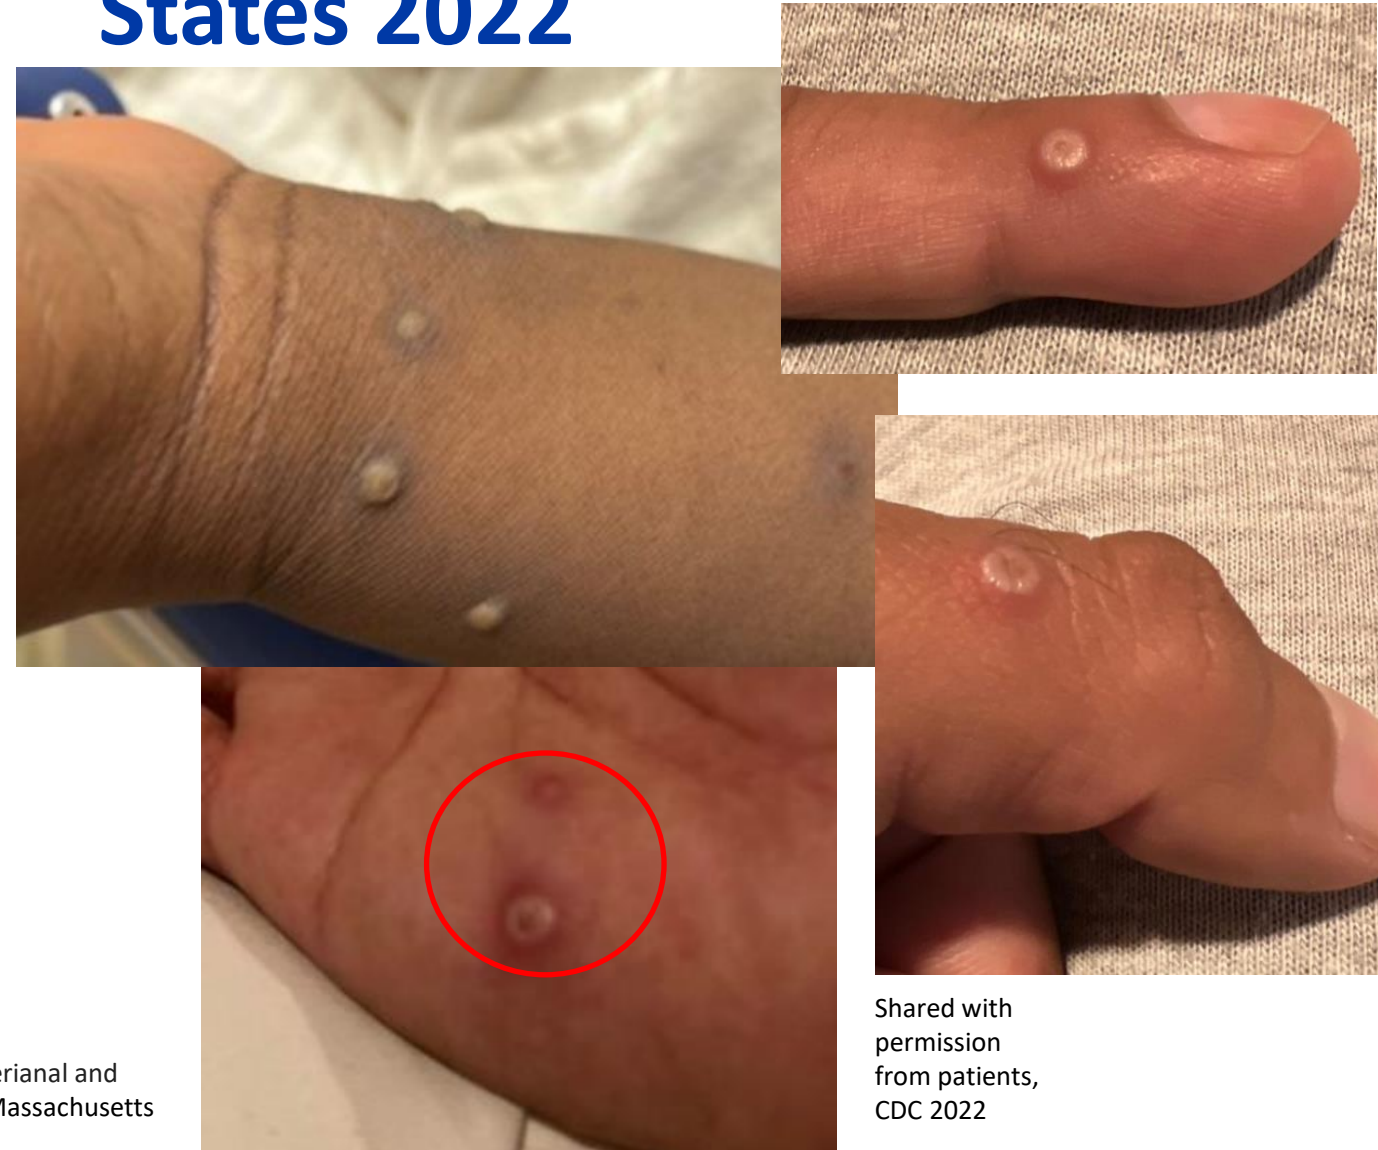 States 2022
Shared with
permission
from patients,
CDC 2022
erianal and
Massachusetts